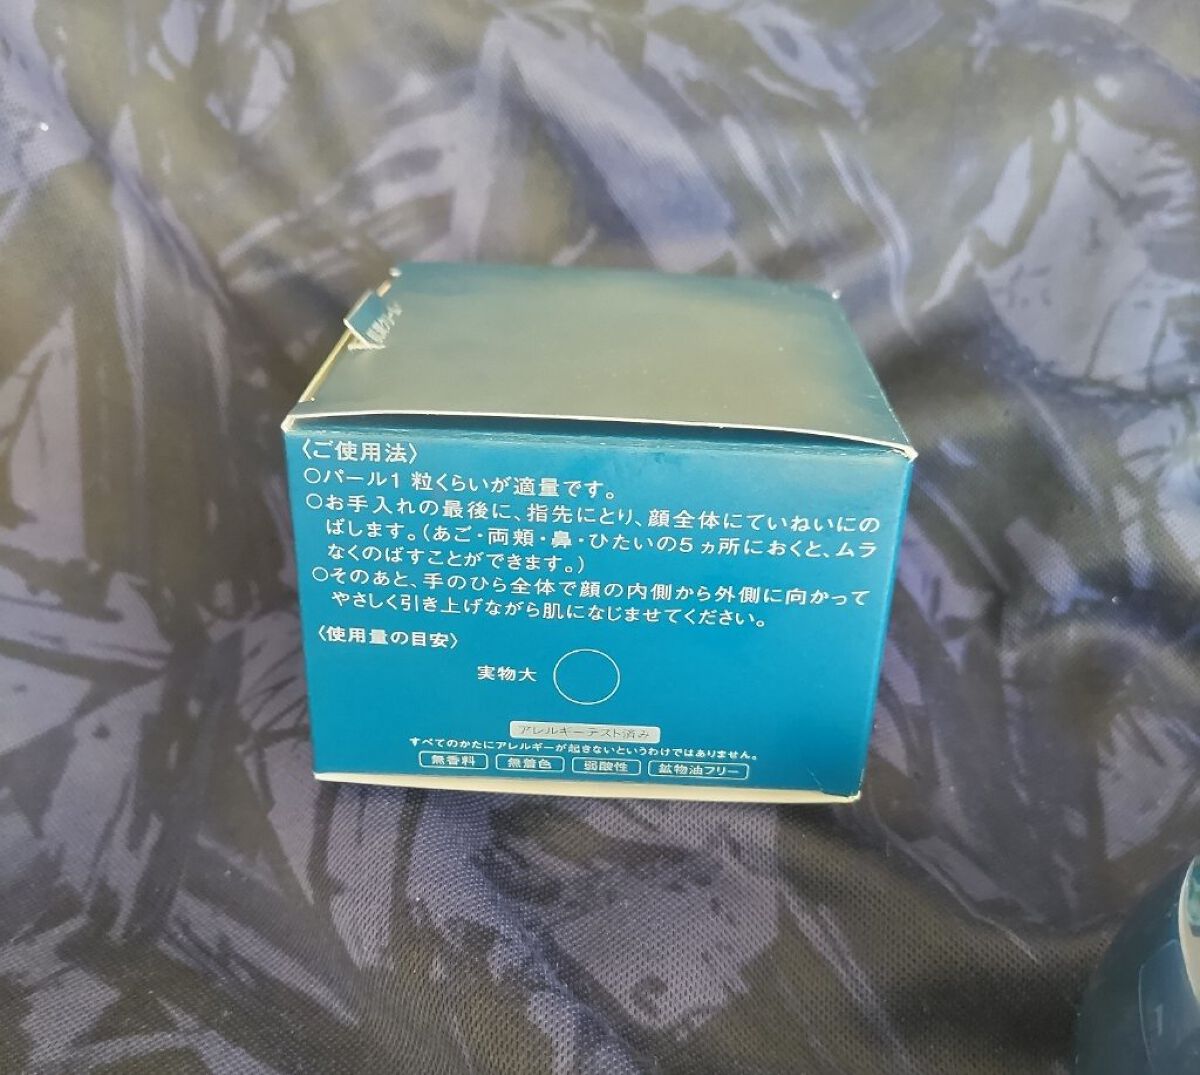 〈ご使用法〉
○パール1粒くらいが適量です。
○お手入れの最後に、指先にとり、顔全体にていねいにの
ばします。(あご・両頬・鼻・ひたいの5ヵ所におくと、ムラ
なくのばすことができます。)
○そのあと、手のひら全体で顔の内側から外側に向かって
やさしく引き上げながら肌になじませてください。
〈使用量の目安〉
実物大
アレルギーテスト済み
すべてのかたにアレルギーが起きないというわけではありません。
無香料 無着色 弱酸性 鉱物油フリー